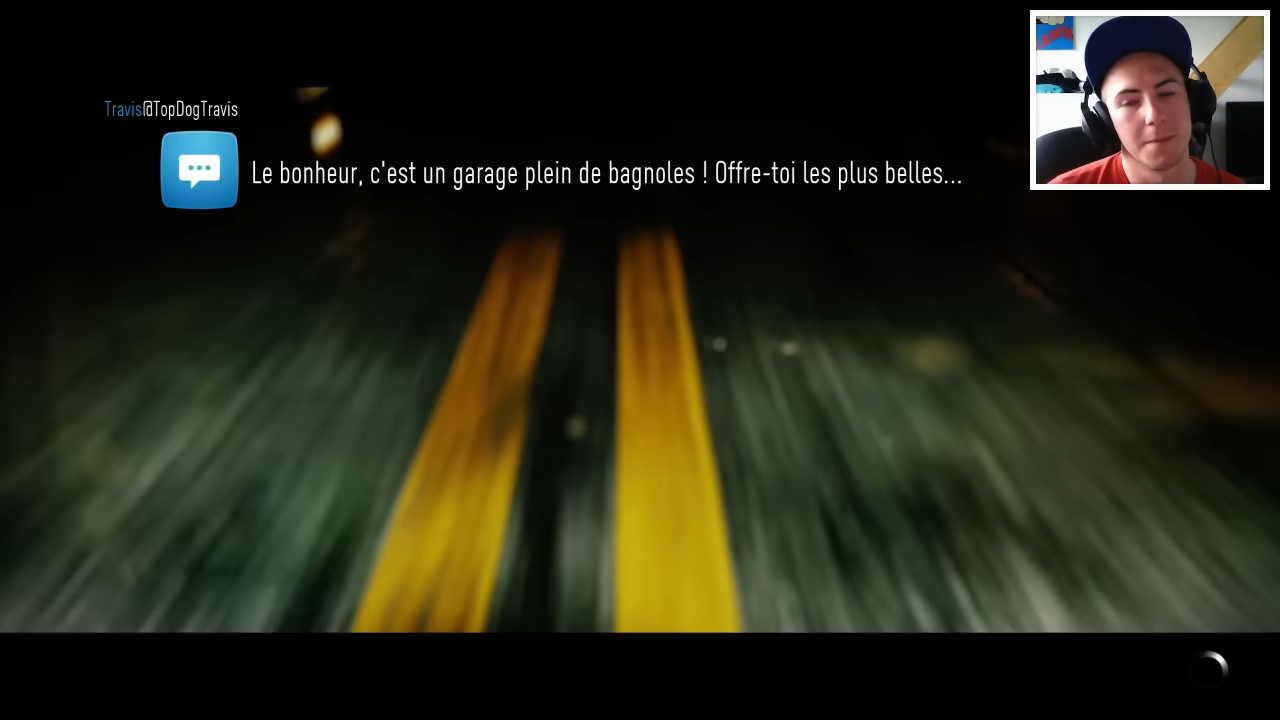 Travis@TopDogTravis
Le bonheur, c'est un garage plein de bagnoles ! Offre-toi les plus belles...